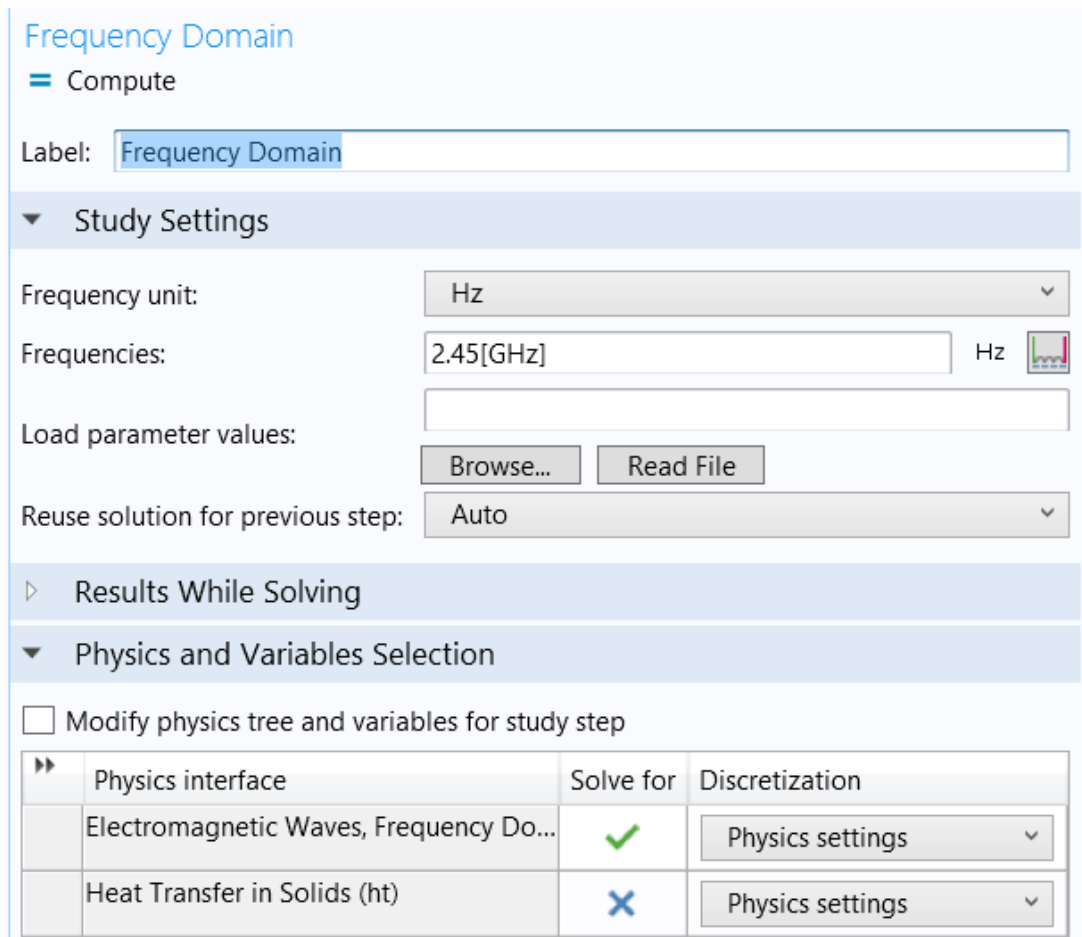 Frequency Domain
= Compute
Label: Frequency Domain
Study Settings
Frequency unit: Hz
Frequencies: 2.45[GHz] Hz
Load parameter values:
Browse... Read File
Reuse solution for previous step: Auto
Results While Solving
Physics and Variables Selection
Modify physics tree and variables for study step
Physics interface Solve for Discretization
Electromagnetic Waves, Frequency Do... Physics settings
Heat Transfer in Solids (ht) Physics settings